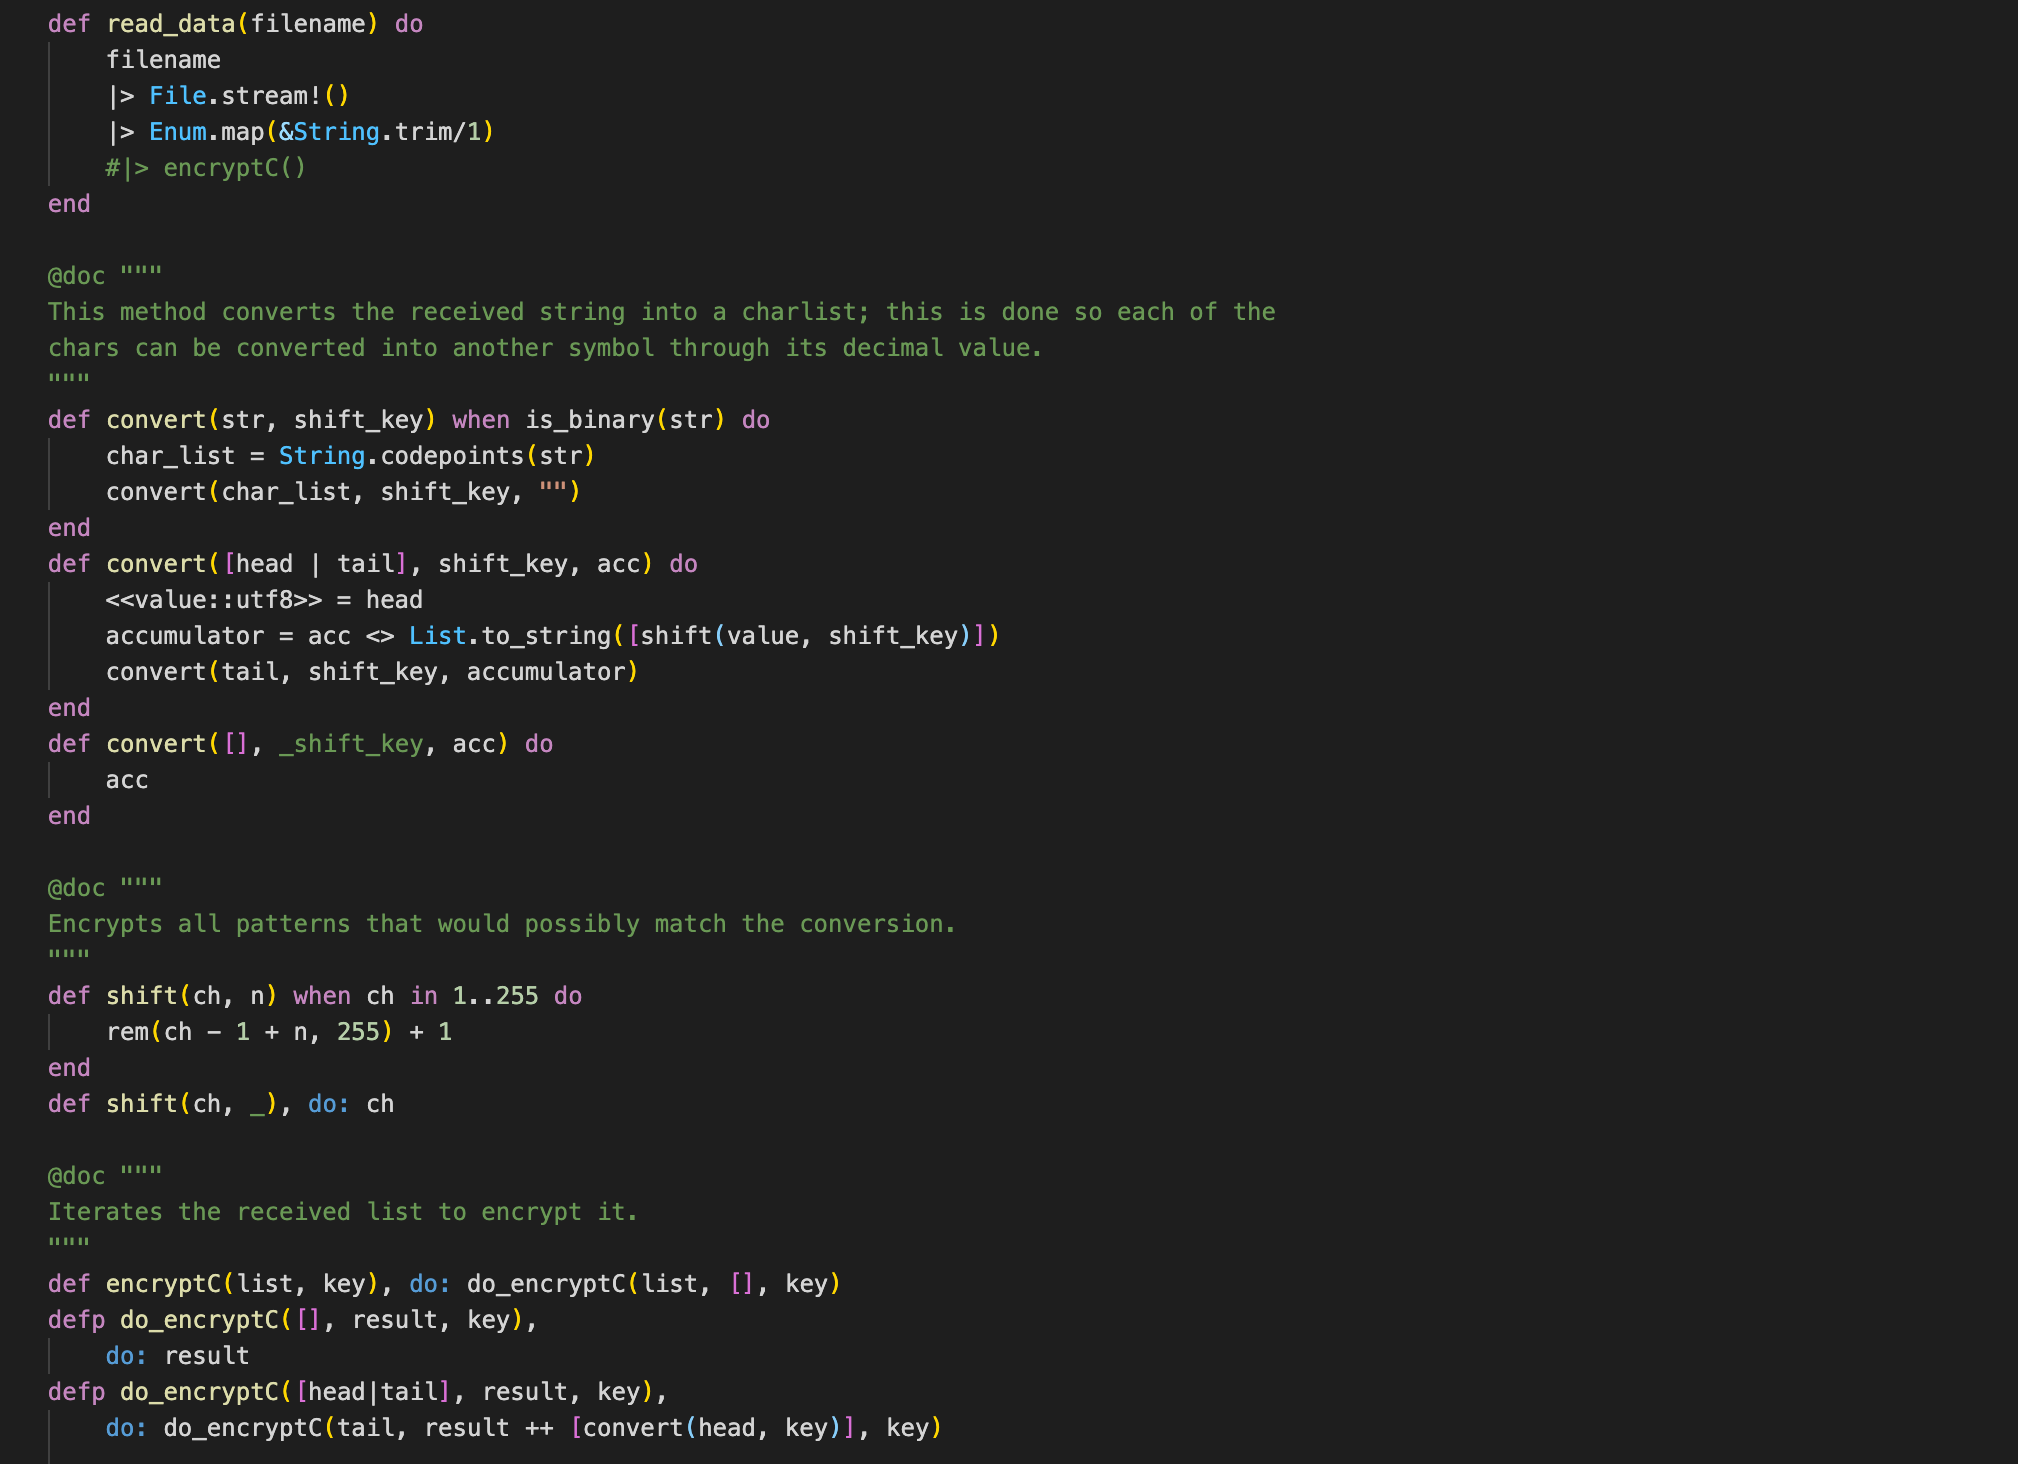 def read_data(filename) do
    filename
    |> File.stream!()
    |> Enum.map(&String.trim/1)
    #|> encryptC()
end

@doc """
This method converts the received string into a charlist; this is done so each of the
chars can be converted into another symbol through its decimal value.
"""
def convert(str, shift_key) when is_binary(str) do
    char_list = String.codepoints(str)
    convert(char_list, shift_key, "")
end
def convert([head | tail], shift_key, acc) do
    <<value::utf8>> = head
    accumulator = acc <> List.to_string([shift(value, shift_key)])
    convert(tail, shift_key, accumulator)
end
def convert([], _shift_key, acc) do
    acc
end

@doc """
Encrypts all patterns that would possibly match the conversion.
"""
def shift(ch, n) when ch in 1..255 do
    rem(ch - 1 + n, 255) + 1
end
def shift(ch, _), do: ch

@doc """
Iterates the received list to encrypt it.
"""
def encryptC(list, key), do: do_encryptC(list, [], key)
defp do_encryptC([], result, key),
    do: result
defp do_encryptC([head|tail], result, key),
    do: do_encryptC(tail, result ++ [convert(head, key)], key)